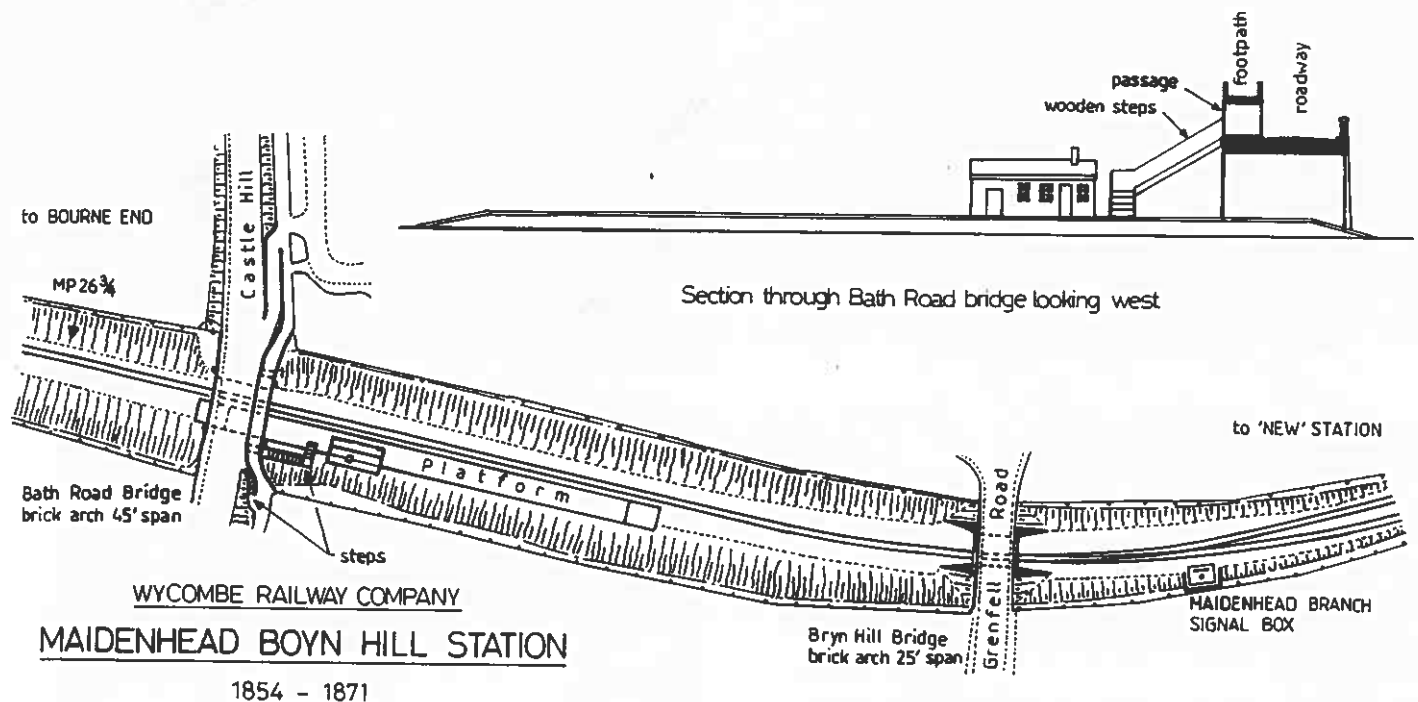 footpath
roadway
passage
wooden steps
to BOURNE END
Castle Hill
MP 26¾
Section through Bath Road bridge looking west
to 'NEW' STATION
Platform
Bath Road Bridge
brick arch 45' span
steps
Grenfell Road
MAIDENHEAD BRANCH
SIGNAL BOX
Bryn Hill Bridge
brick arch 25' span
WYCOMBE RAILWAY COMPANY
MAIDENHEAD BOYN HILL STATION
1854 - 1871